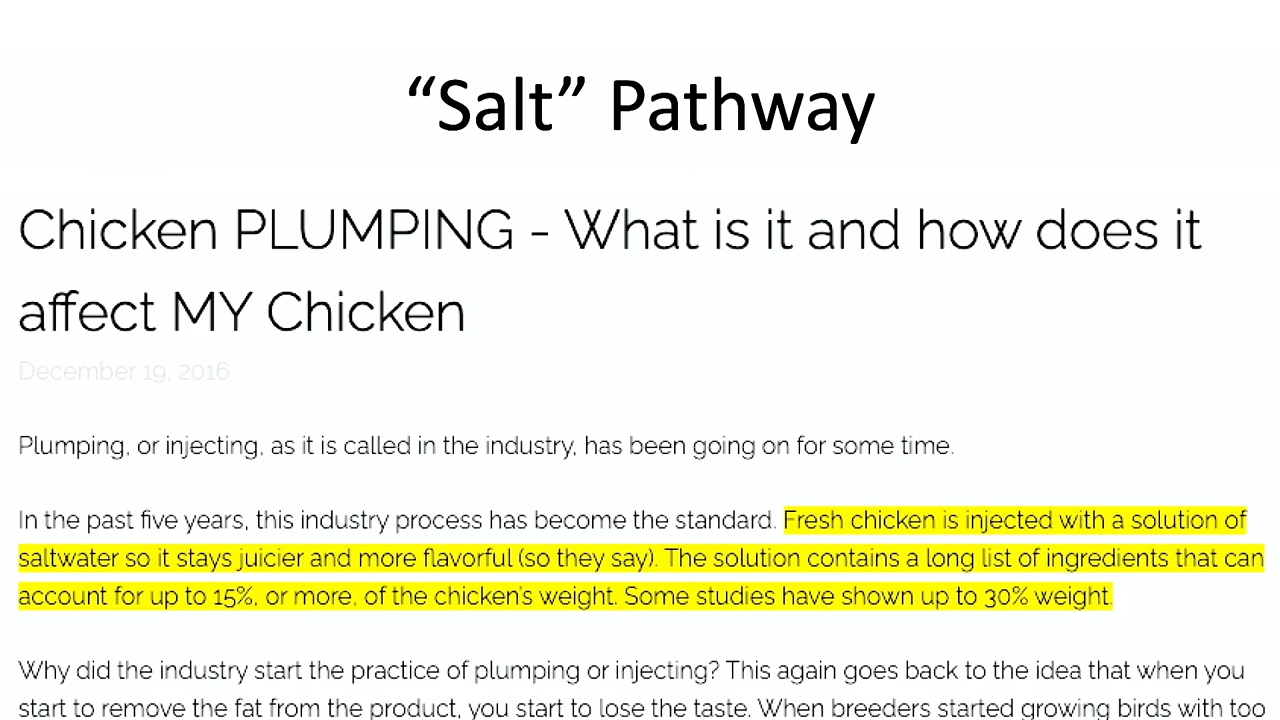 “Salt” Pathway
Chicken PLUMPING - What is it and how does it
affect MY Chicken
December 19, 2016
Plumping, or injecting, as it is called in the industry, has been going on for some time.
In the past five years, this industry process has become the standard. Fresh chicken is injected with a solution of
saltwater so it stays juicier and more flavorful (so they say). The solution contains a long list of ingredients that can
account for up to 15%, or more, of the chicken's weight. Some studies have shown up to 30% weight.
Why did the industry start the practice of plumping or injecting? This again goes back to the idea that when you
start to remove the fat from the product, you start to lose the taste. When breeders started growing birds with too